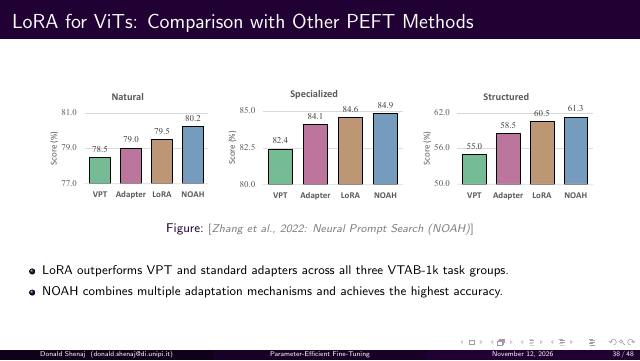 LoRA for ViTs: Comparison with Other PEFT Methods
Natural
Score (%)
81.0
79.0
77.0
78.5
79.0
79.5
80.2
VPT Adapter LoRA NOAH
Specialized
Score (%)
85.0
82.5
80.0
82.4
84.1
84.6
84.9
VPT Adapter LoRA NOAH
Structured
Score (%)
62.0
56.0
50.0
55.0
58.5
60.5
61.3
VPT Adapter LoRA NOAH
Figure: [Zhang et al., 2022: Neural Prompt Search (NOAH)]
LoRA outperforms VPT and standard adapters across all three VTAB-1k task groups.
NOAH combines multiple adaptation mechanisms and achieves the highest accuracy.
Donald Shenaj (donald.shenaj@di.unipi.it) Parameter-Efficient Fine-Tuning November 12, 2026 38 / 48